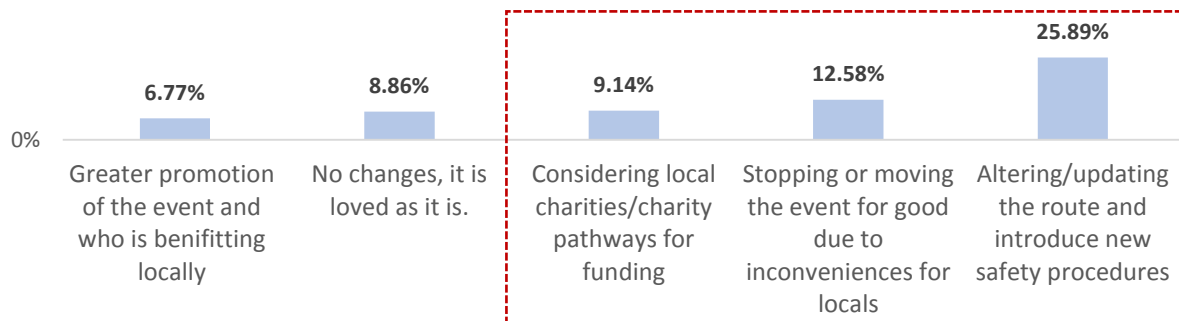 25.89%
12.58%
9.14%
8.86%
6.77%
0%
Greater promotion
of the event and
who is benifitting
locally
No changes, it is
loved as it is.
Considering local
charities/charity
pathways for
funding
Stopping or moving
the event for good
due to
inconveniences for
locals
Altering/updating
the route and
introduce new
safety procedures